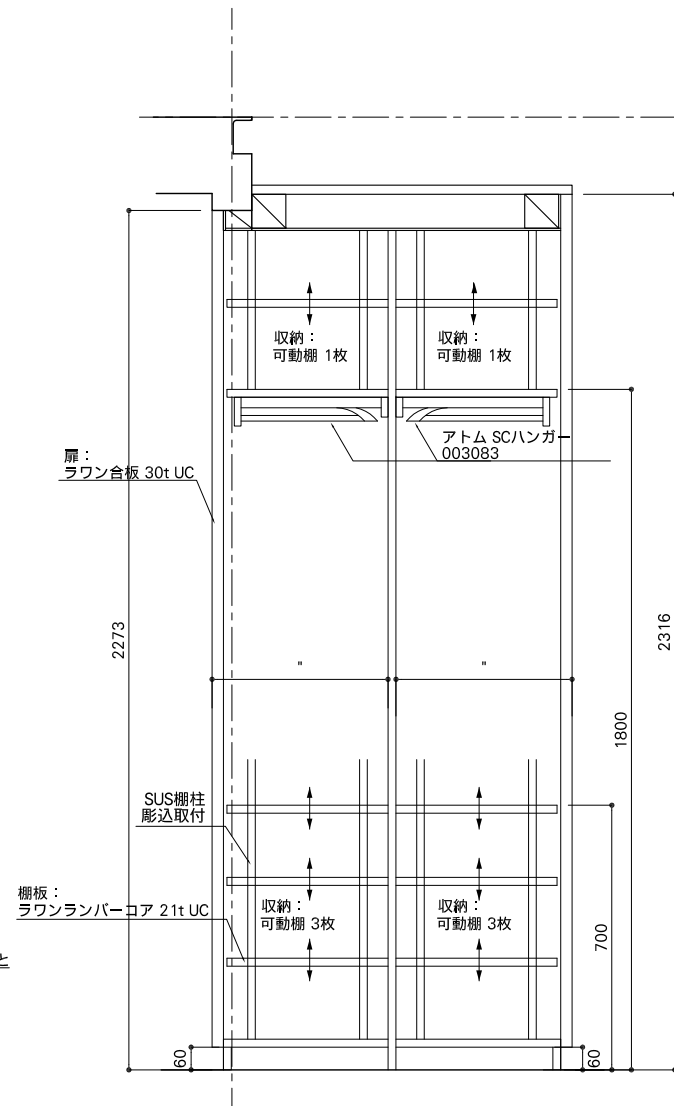 収納：
可動棚 1枚
収納：
可動棚 1枚
アトム SCハンガー
003083
扉：
ラワン合板 30t UC
2273
2316
"
"
1800
SUS棚柱
彫込取付
棚板：
ラワンランバーコア 21t UC
収納：
可動棚 3枚
収納：
可動棚 3枚
700
と
60
60